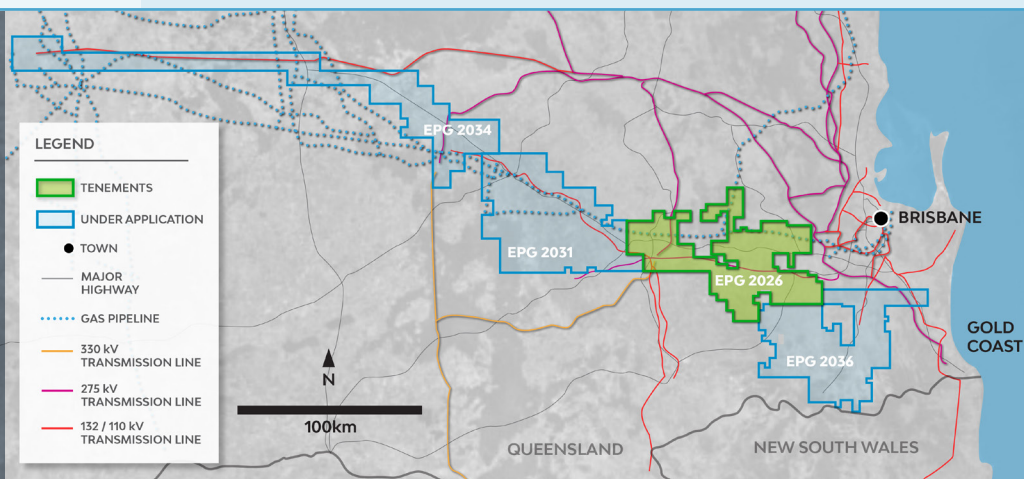 LEGEND
TENEMENTS
UNDER APPLICATION
TOWN
MAJOR
HIGHWAY
GAS PIPELINE
330 kV
TRANSMISSION LINE
275 kV
TRANSMISSION LINE
132 / 110 kV
TRANSMISSION LINE
EPG 2034
EPG 2031
EPG 2026
EPG 2036
BRISBANE
GOLD
COAST
N
100km
QUEENSLAND
NEW SOUTH WALES